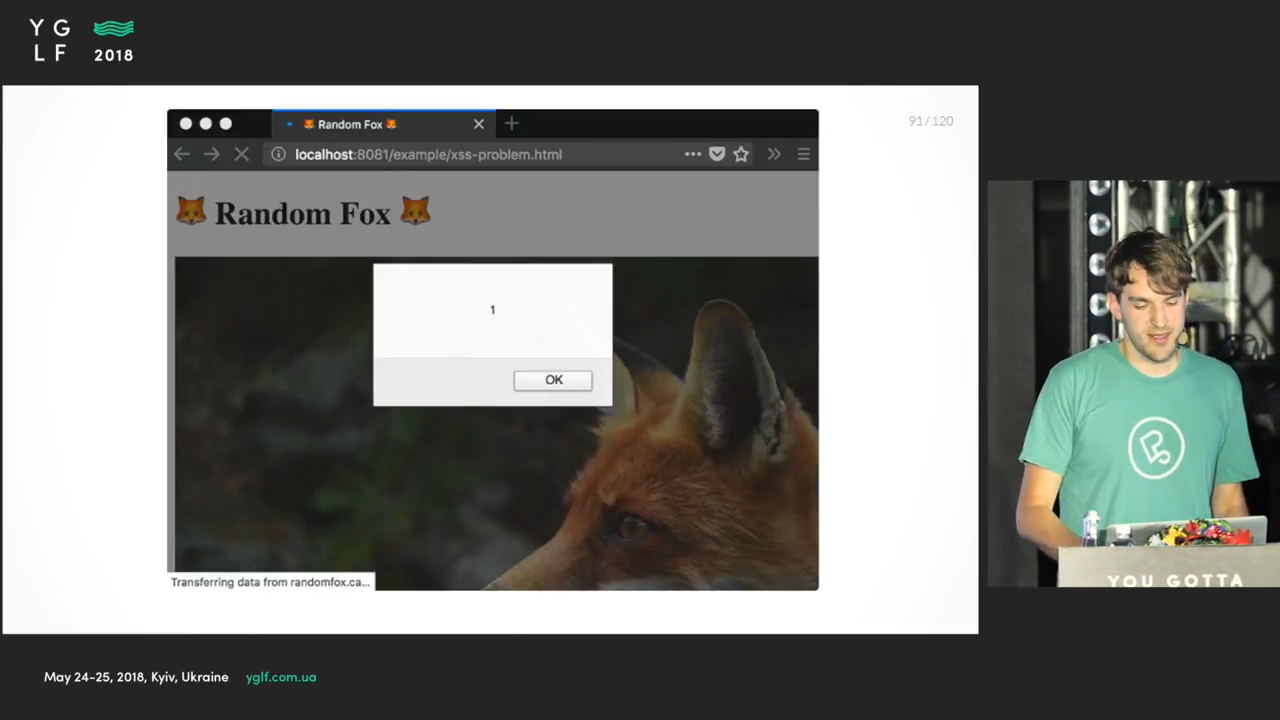 Y G
L F
2018
91/120
🦊 Random Fox 🦊
localhost:8081/example/xss-problem.html
🦊 Random Fox 🦊
1
OK
Transferring data from randomfox.ca...
YOU GOTTA
May 24-25, 2018, Kyiv, Ukraine yglf.com.ua